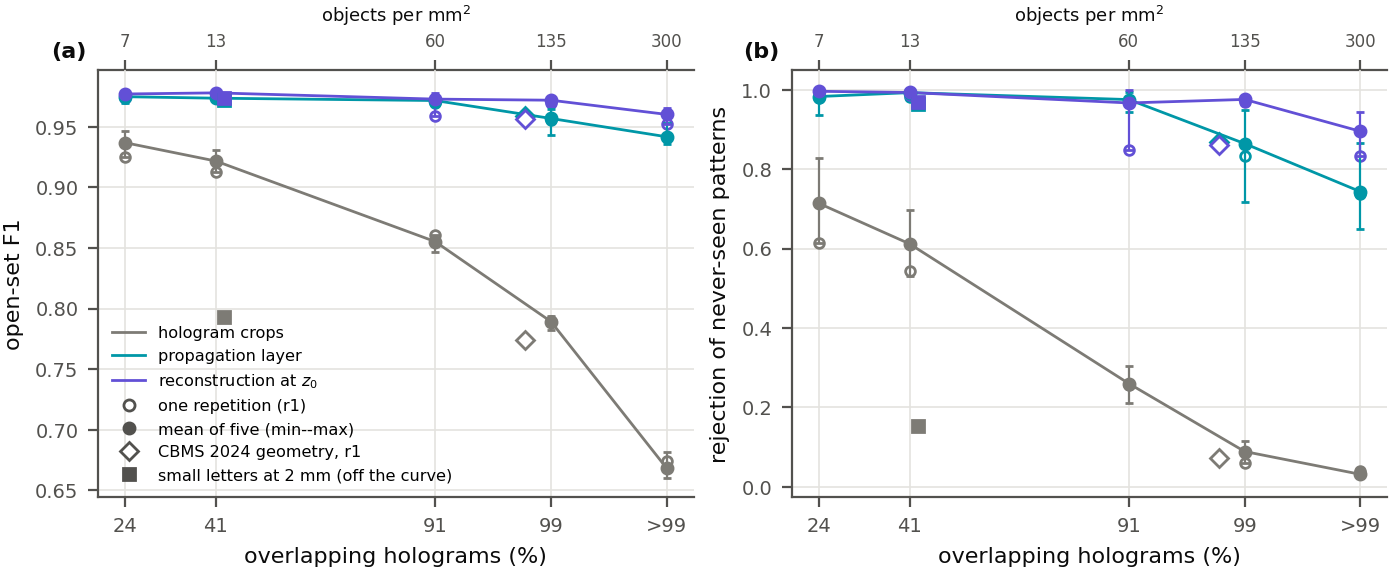 objects per mm²
(a)
7 13 60 135 300
open-set F1
0.95
0.90
0.85
0.80
0.75
0.70
0.65
hologram crops
propagation layer
reconstruction at z₀
one repetition (r1)
mean of five (min--max)
CBMS 2024 geometry, r1
small letters at 2 mm (off the curve)
24 41 91 99 >99
overlapping holograms (%)
objects per mm²
(b)
7 13 60 135 300
rejection of never-seen patterns
1.0
0.8
0.6
0.4
0.2
0.0
24 41 91 99 >99
overlapping holograms (%)